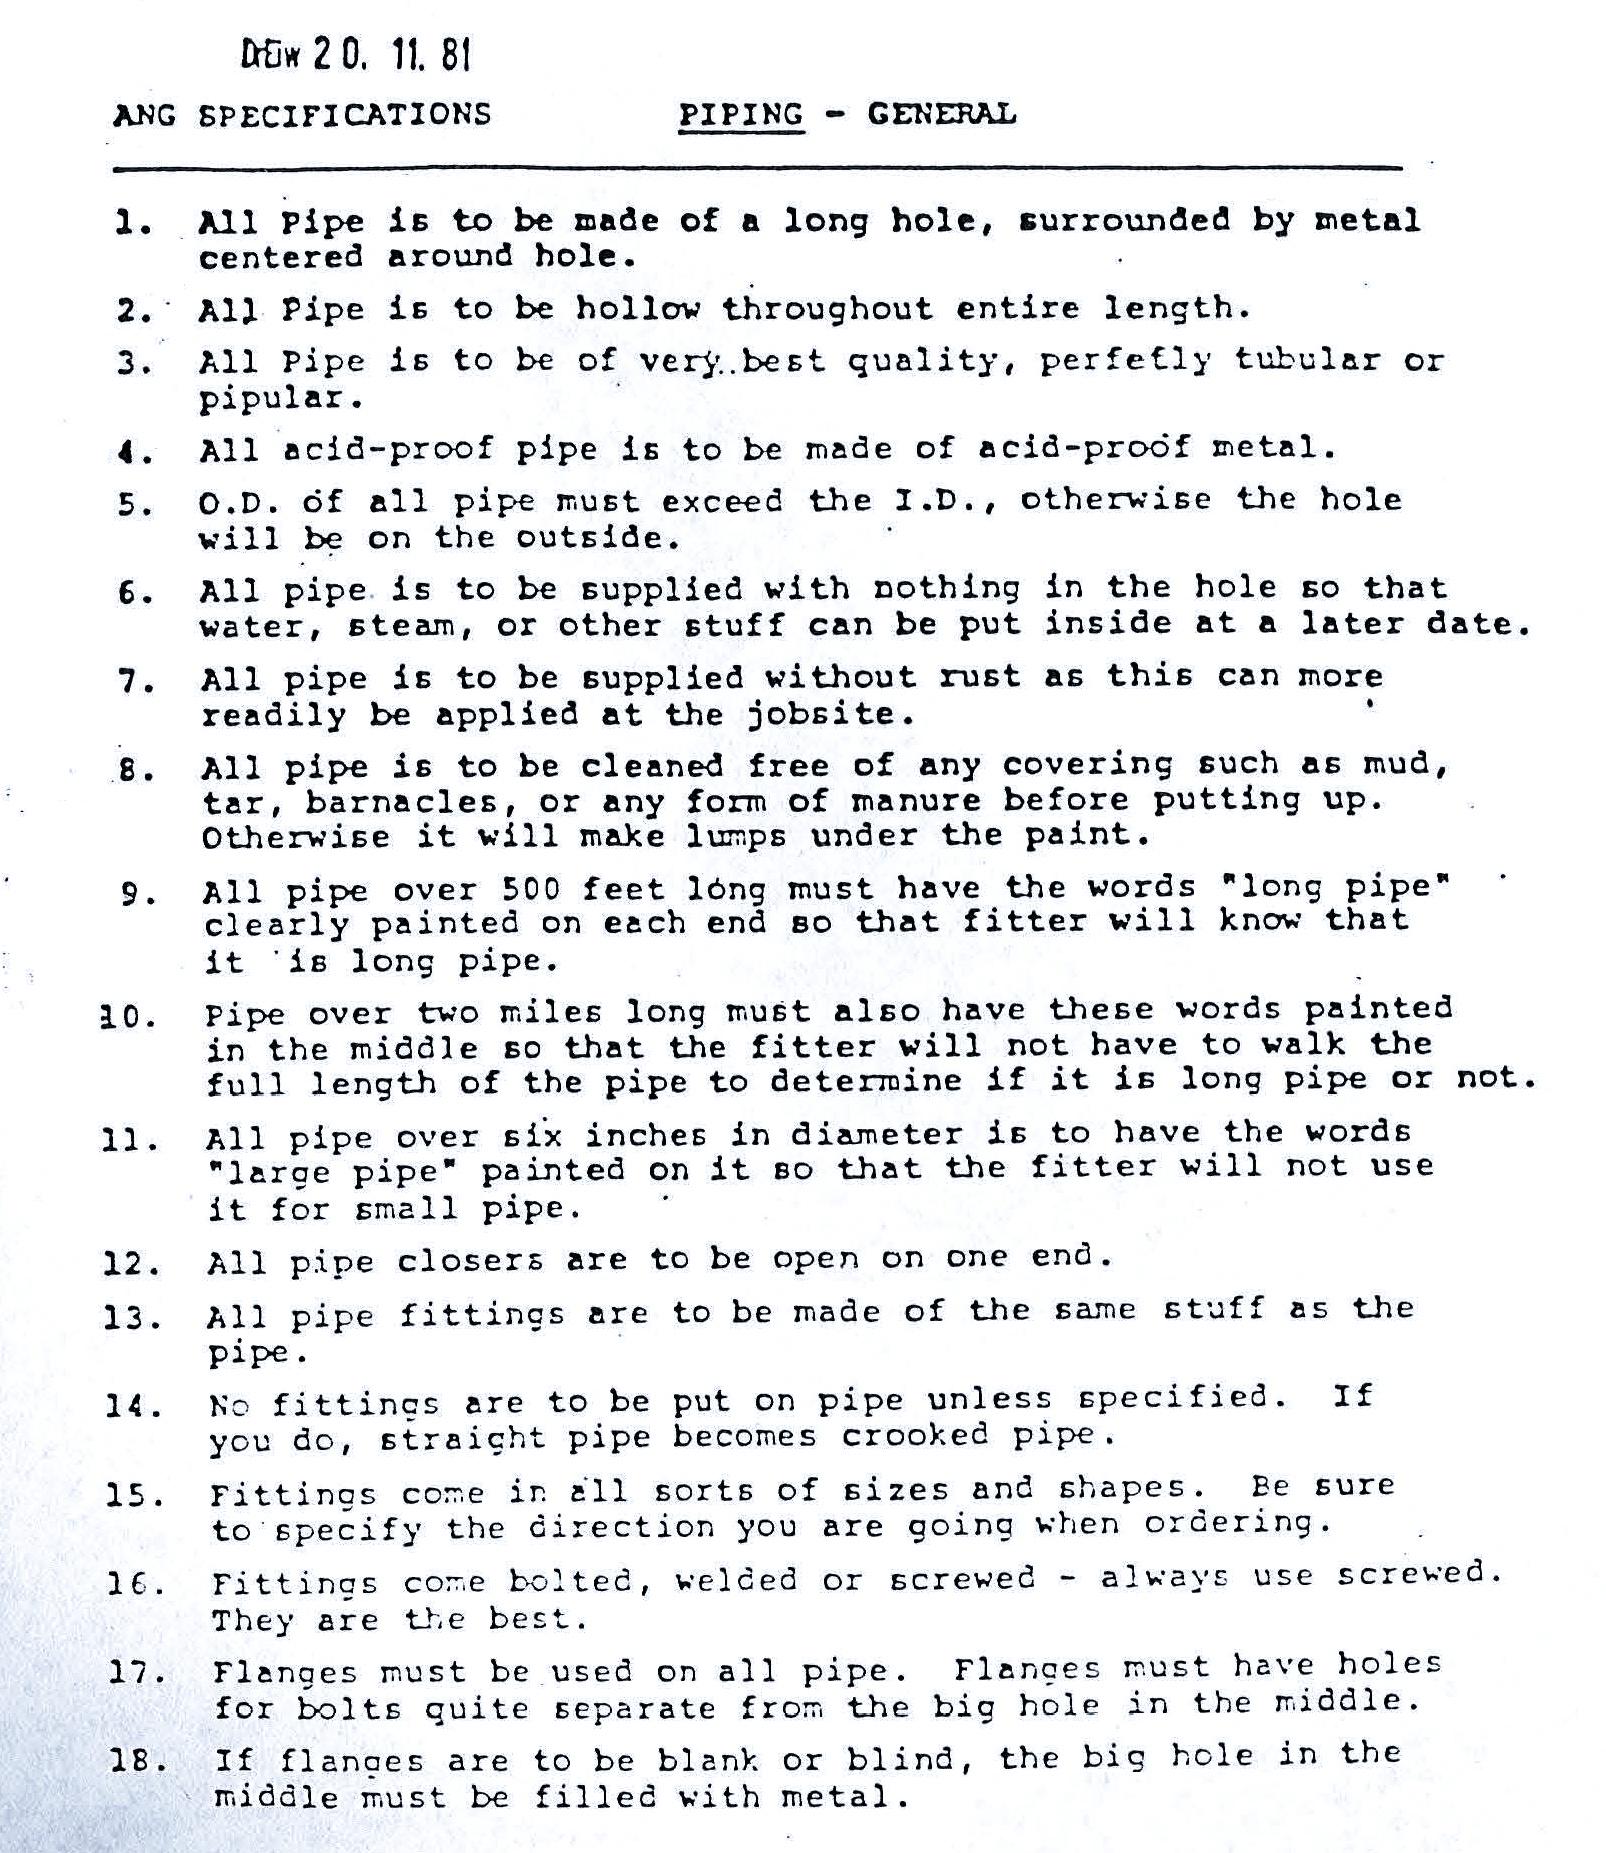 DEW 20. 11. 81
ANG SPECIFICATIONS PIPING - GENERAL
1. All Pipe is to be made of a long hole, surrounded by metal
centered around hole.
2. All Pipe is to be hollow throughout entire length.
3. All Pipe is to be of very best quality, perfetly tubular or
pipular.
4. All acid-proof pipe is to be made of acid-proof metal.
5. O.D. of all pipe must exceed the I.D., otherwise the hole
will be on the outside.
6. All pipe is to be supplied with nothing in the hole so that
water, steam, or other stuff can be put inside at a later date.
7. All pipe is to be supplied without rust as this can more
readily be applied at the jobsite.
8. All pipe is to be cleaned free of any covering such as mud,
tar, barnacles, or any form of manure before putting up.
Otherwise it will make lumps under the paint.
9. All pipe over 500 feet long must have the words "long pipe"
clearly painted on each end so that fitter will know that
it is long pipe.
10. Pipe over two miles long must also have these words painted
in the middle so that the fitter will not have to walk the
full length of the pipe to determine if it is long pipe or not.
11. All pipe over six inches in diameter is to have the words
"large pipe" painted on it so that the fitter will not use
it for small pipe.
12. All pipe closers are to be open on one end.
13. All pipe fittings are to be made of the same stuff as the
pipe.
14. No fittings are to be put on pipe unless specified. If
you do, straight pipe becomes crooked pipe.
15. Fittings come in all sorts of sizes and shapes. Be sure
to specify the direction you are going when ordering.
16. Fittings come bolted, welded or screwed - always use screwed.
They are the best.
17. Flanges must be used on all pipe. Flanges must have holes
for bolts quite separate from the big hole in the middle.
18. If flanges are to be blank or blind, the big hole in the
middle must be filled with metal.